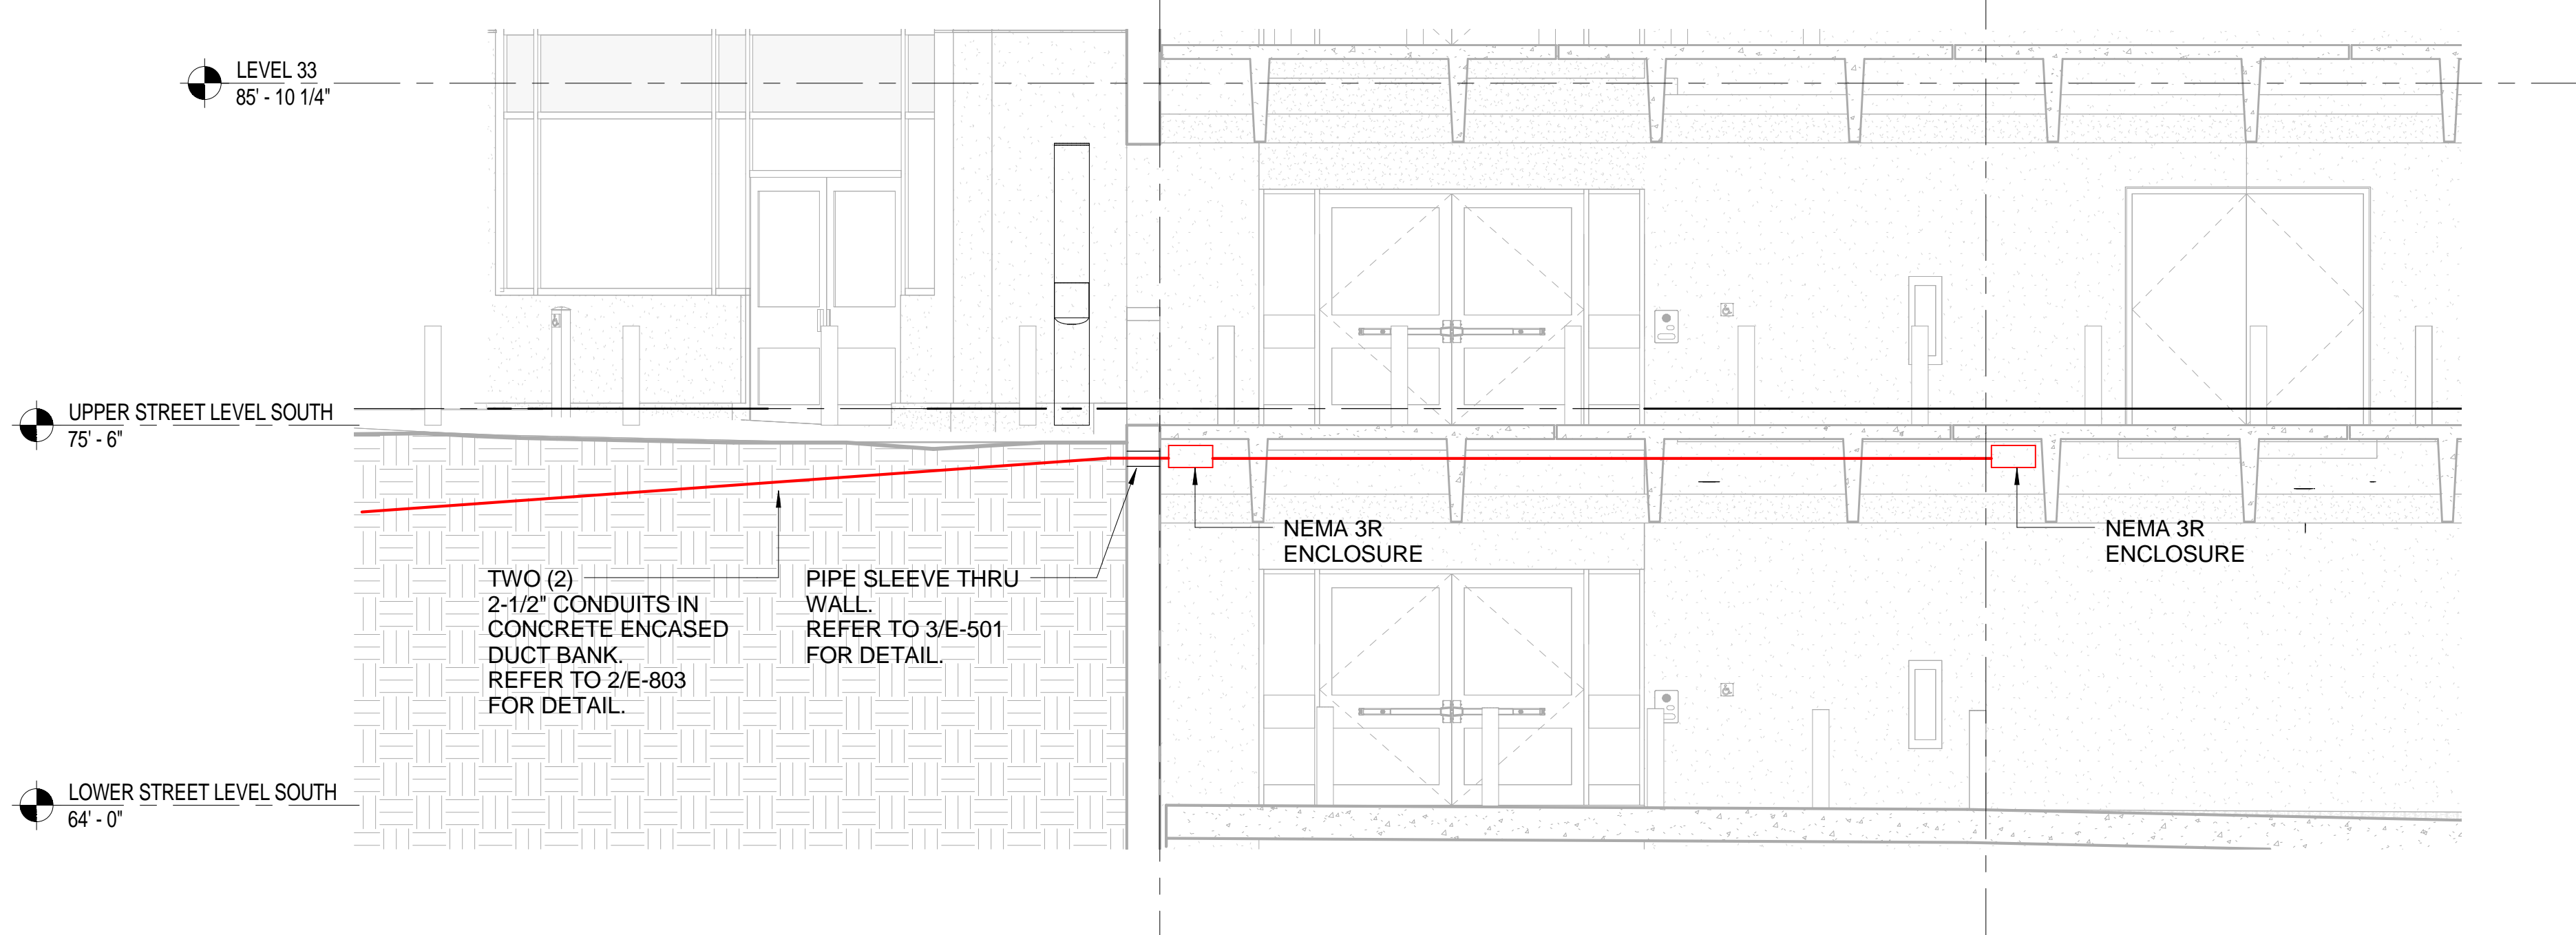 LEVEL 33
85' - 10 1/4"
UPPER STREET LEVEL SOUTH
75' - 6"
NEMA 3R
ENCLOSURE
NEMA 3R
ENCLOSURE
TWO (2)
2-1/2" CONDUITS IN
CONCRETE ENCASED
DUCT BANK.
REFER TO 2/E-803
FOR DETAIL.
PIPE SLEEVE THRU
WALL.
REFER TO 3/E-501
FOR DETAIL.
LOWER STREET LEVEL SOUTH
64' - 0"